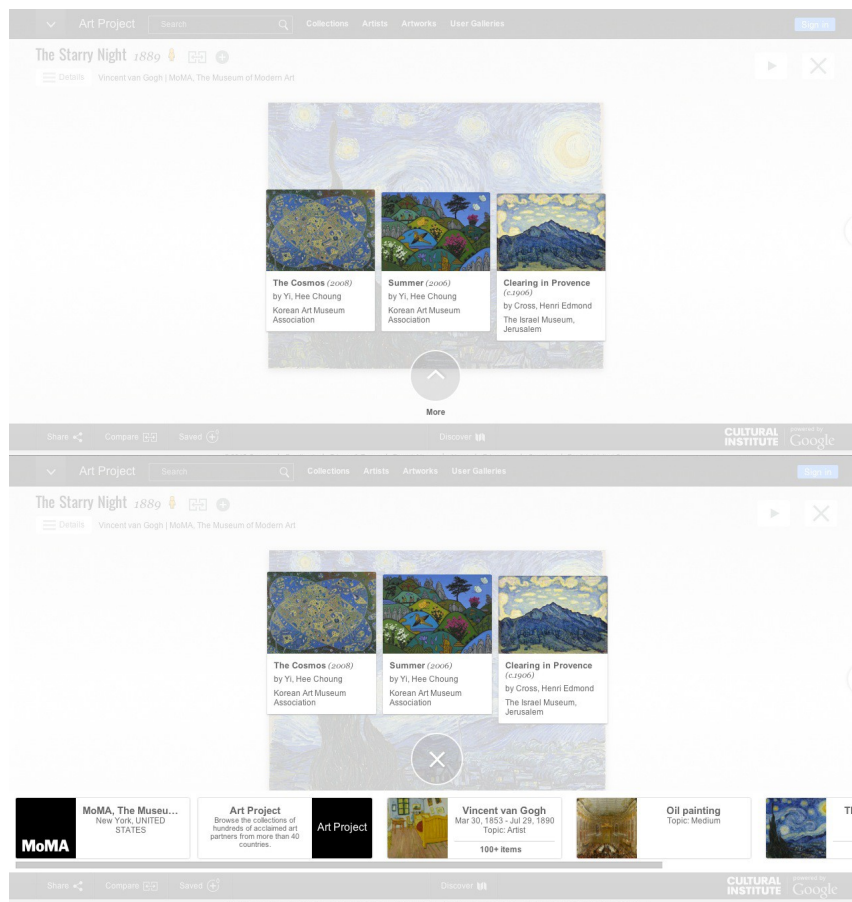 Art Project
Search
Collections
Artists
Artworks
User Galleries
Sign in
The Starry Night 1889
Details
Vincent van Gogh | MoMA, The Museum of Modern Art
The Cosmos (2008)
by Yi, Hee Choung
Korean Art Museum
Association
Summer (2006)
by Yi, Hee Choung
Korean Art Museum
Association
Clearing in Provence
(c.1906)
by Cross, Henri Edmond
The Israel Museum,
Jerusalem
More
Share
Compare
Saved
Discover
CULTURAL
INSTITUTE
powered by
Google
Art Project
Search
Collections
Artists
Artworks
User Galleries
Sign in
The Starry Night 1889
Details
Vincent van Gogh | MoMA, The Museum of Modern Art
The Cosmos (2008)
by Yi, Hee Choung
Korean Art Museum
Association
Summer (2006)
by Yi, Hee Choung
Korean Art Museum
Association
Clearing in Provence
(c.1906)
by Cross, Henri Edmond
The Israel Museum,
Jerusalem
MoMA
MoMA, The Museu...
New York, UNITED
STATES
Art Project
Browse the collections of
hundreds of acclaimed art
partners from more than 40
countries.
Art Project
Vincent van Gogh
Mar 30, 1853 - Jul 29, 1890
Topic: Artist
100+ items
Oil painting
Topic: Medium
Share
Compare
Saved
Discover
CULTURAL
INSTITUTE
powered by
Google